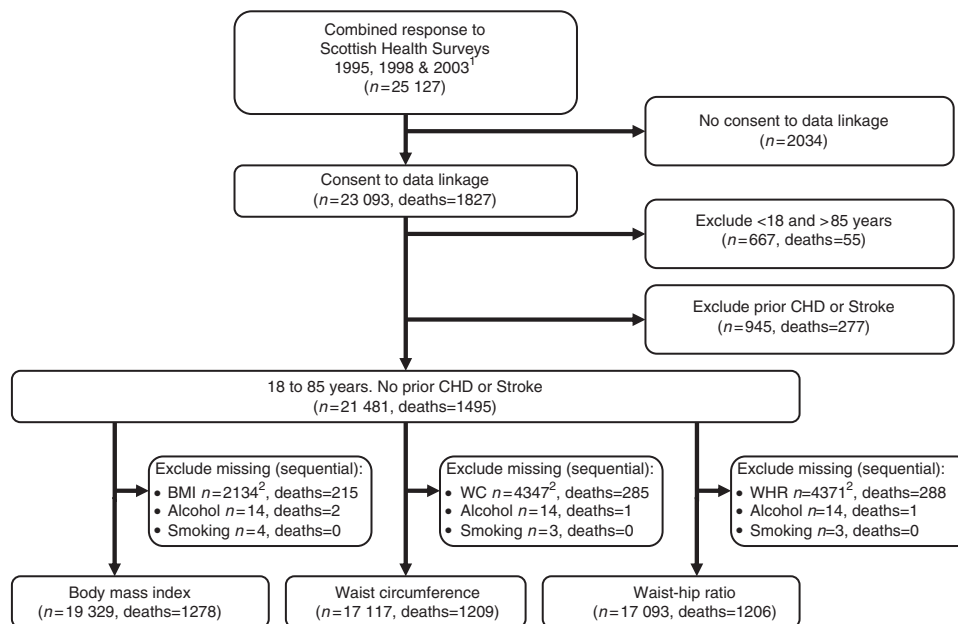 Combined response to
Scottish Health Surveys
1995, 1998 & 2003¹
(n=25 127)
No consent to data linkage
(n=2034)
Consent to data linkage
(n=23 093, deaths=1827)
Exclude <18 and >85 years
(n=667, deaths=55)
Exclude prior CHD or Stroke
(n=945, deaths=277)
18 to 85 years. No prior CHD or Stroke
(n=21 481, deaths=1495)
Exclude missing (sequential):
• BMI n=2134², deaths=215
• Alcohol n=14, deaths=2
• Smoking n=4, deaths=0
Exclude missing (sequential):
• WC n=4347², deaths=285
• Alcohol n=14, deaths=1
• Smoking n=3, deaths=0
Exclude missing (sequential):
• WHR n=4371², deaths=288
• Alcohol n=14, deaths=1
• Smoking n=3, deaths=0
Body mass index
(n=19 329, deaths=1278)
Waist circumference
(n=17 117, deaths=1209)
Waist-hip ratio
(n=17 093, deaths=1206)